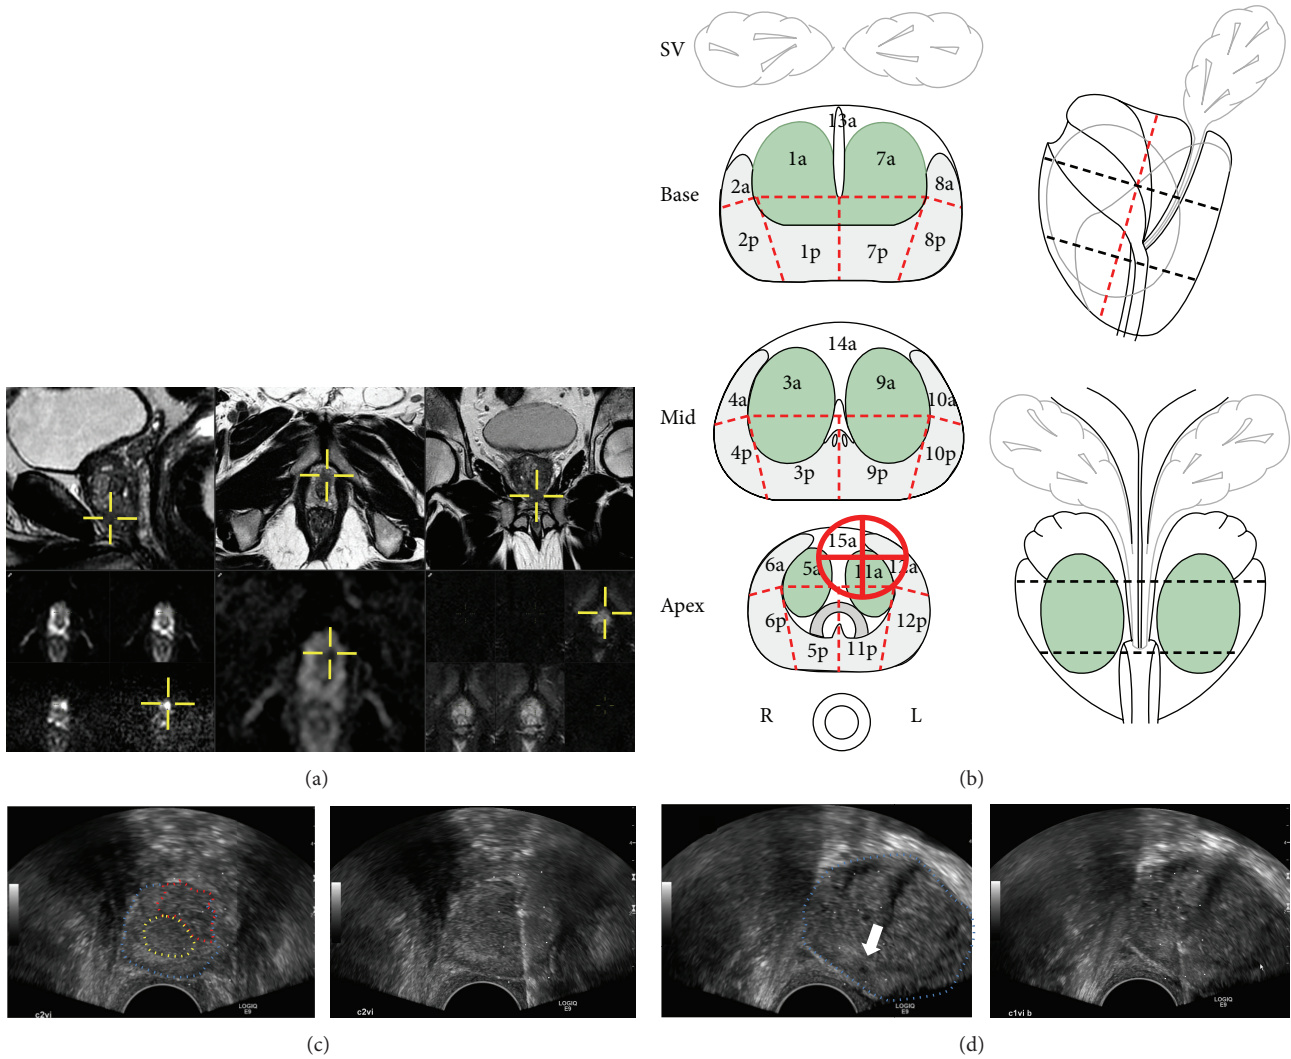 SV
13a
1a
7a
2a
8a
Base
2p
8p
1p
7p
14a
3a
9a
4a
10a
Mid
4p
10p
3p
9p
15a
6a
5a
11a
12a
Apex
6p
12p
5p
11p
R
L
(a)
(b)
c2vi
LOGIQ
E9
c2vi
LOGIQ
E9
LOGIQ
E9
c1vi b
LOGIQ
E9
(c)
(d)